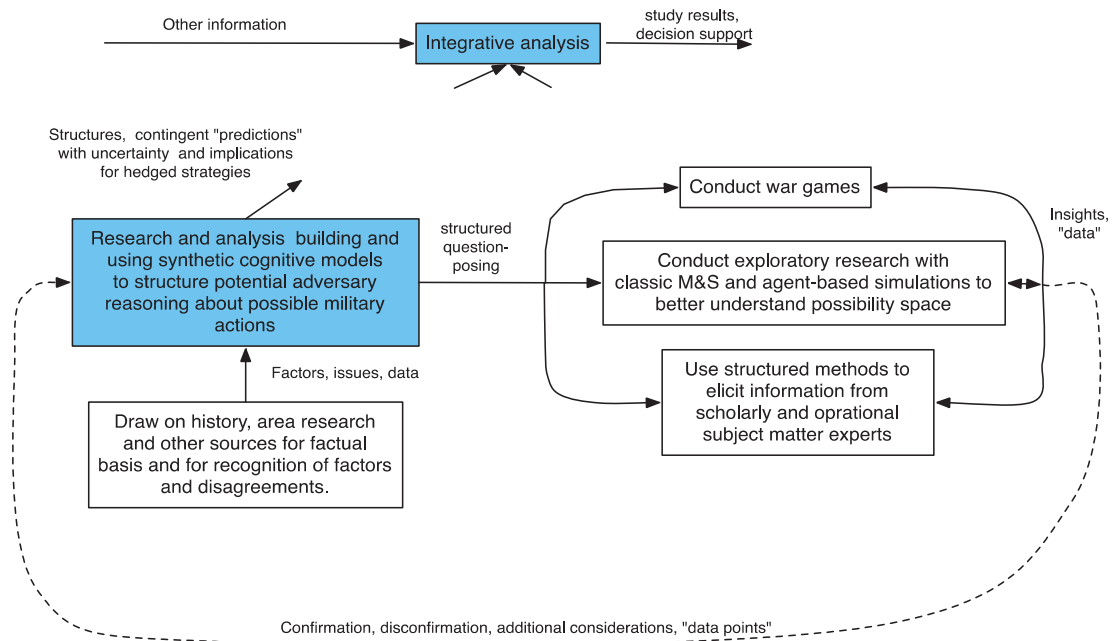 Other information
Integrative analysis
study results,
decision support
Structures, contingent "predictions"
with uncertainty and implications
for hedged strategies
Research and analysis building and
using synthetic cognitive models
to structure potential adversary
reasoning about possible military
actions
structured
question-
posing
Conduct war games
Insights,
"data"
Conduct exploratory research with
classic M&S and agent-based simulations to
better understand possibility space
Factors, issues, data
Use structured methods to
elicit information from
scholarly and oprational
subject matter experts
Draw on history, area research
and other sources for factual
basis and for recognition of factors
and disagreements.
Confirmation, disconfirmation, additional considerations, "data points"